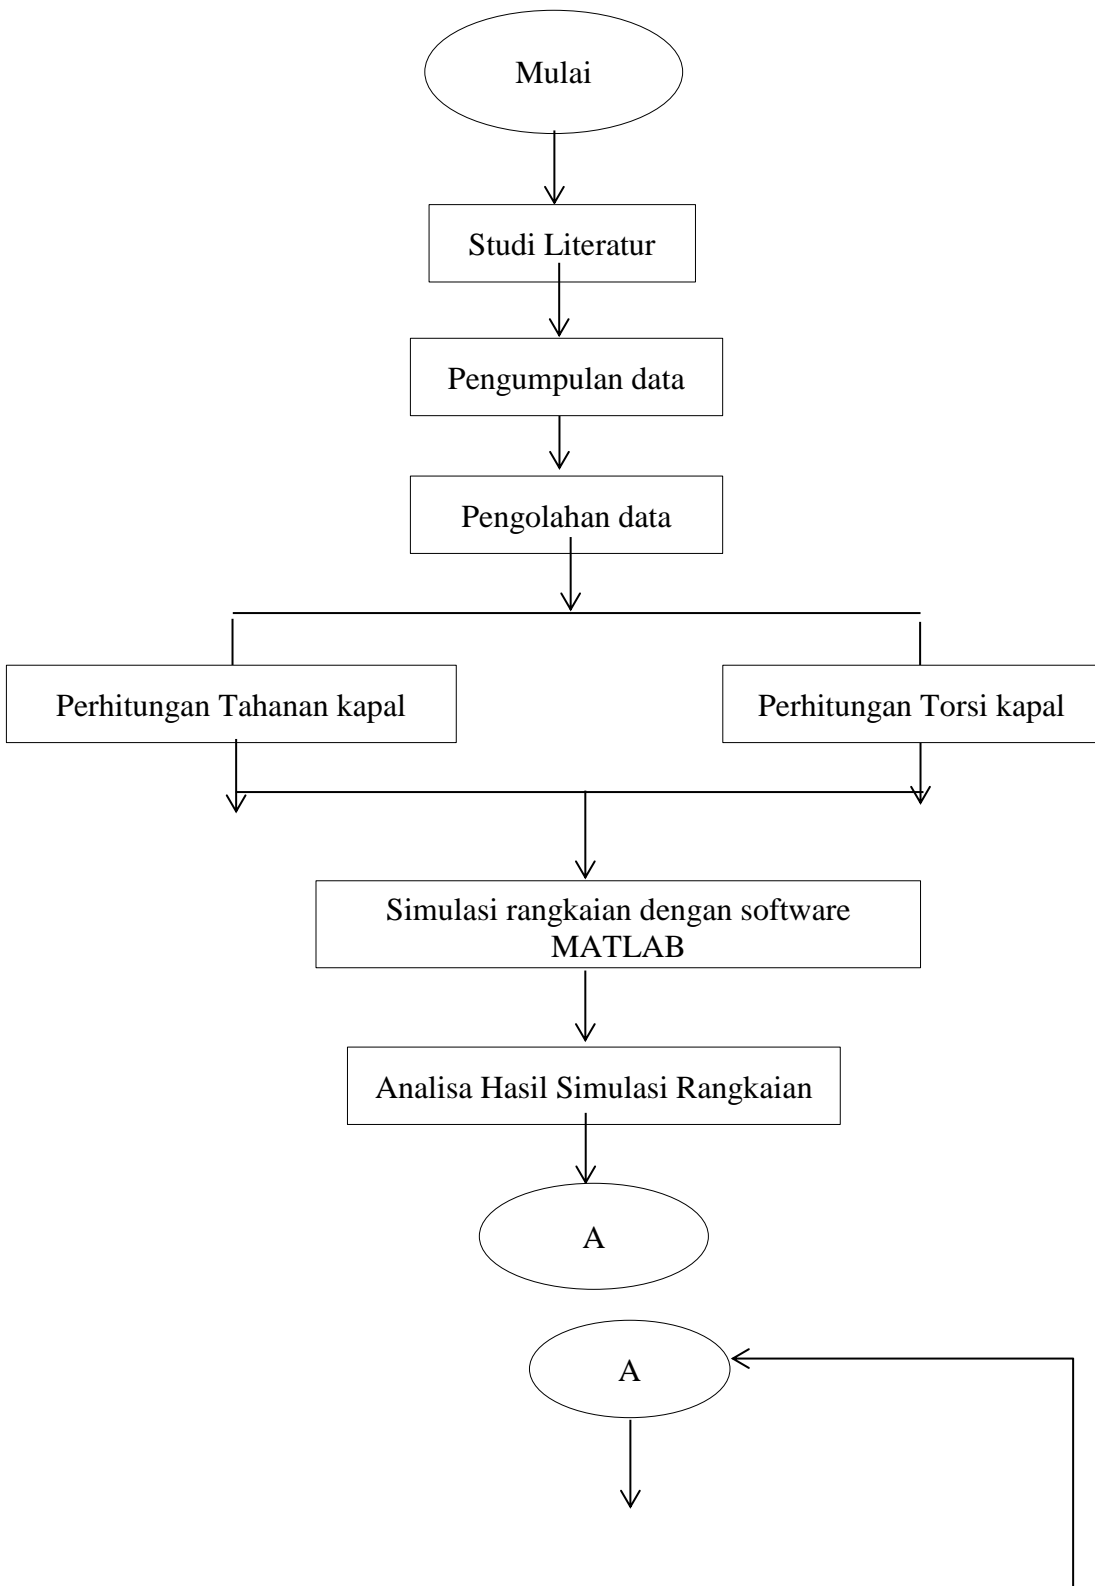 Mulai
Studi Literatur
Pengumpulan data
Pengolahan data
Perhitungan Tahanan kapal
Perhitungan Torsi kapal
Simulasi rangkaian dengan software
MATLAB
Analisa Hasil Simulasi Rangkaian
A
A